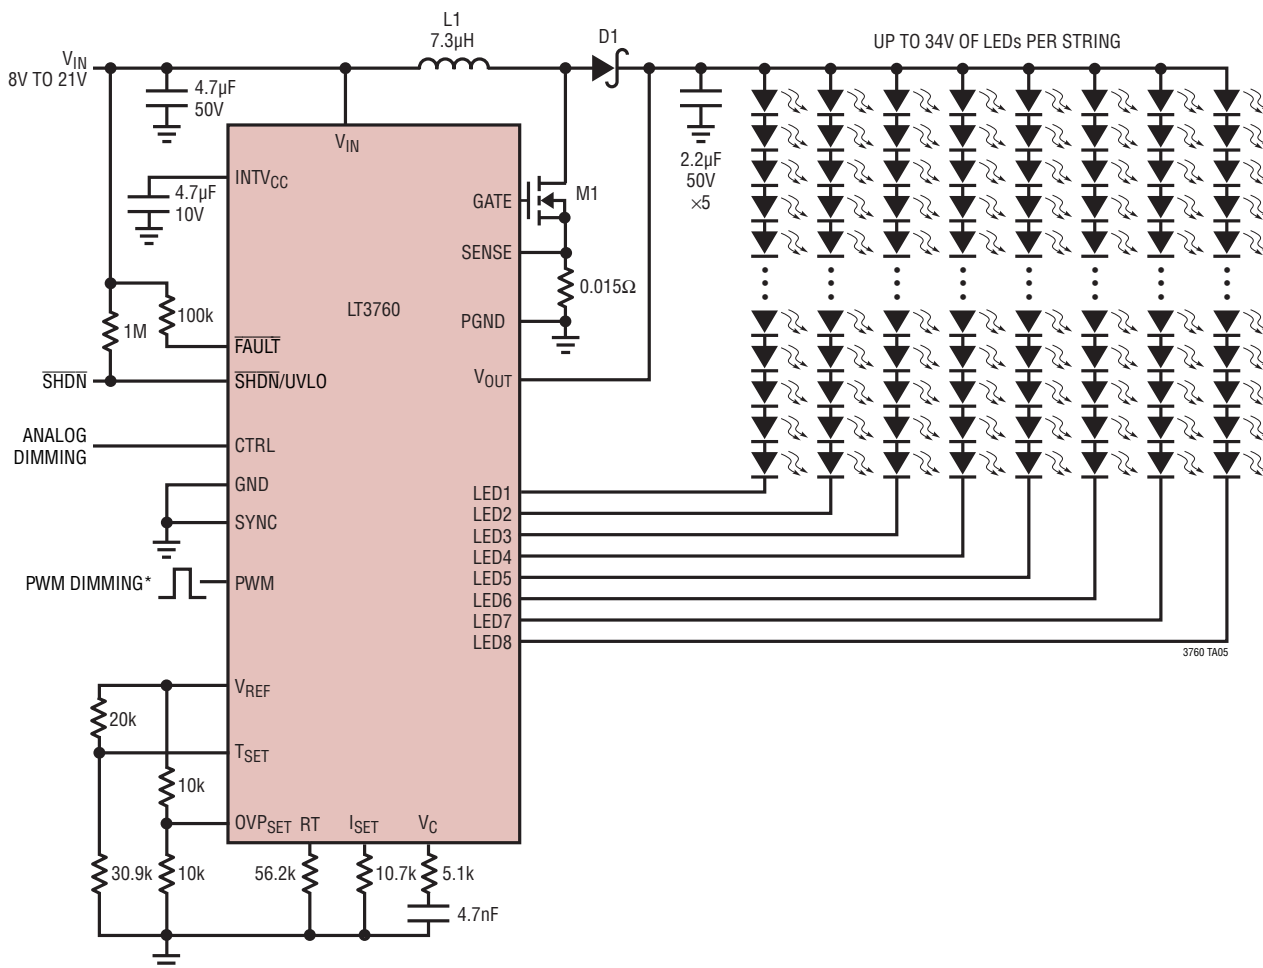 L1
7.3µH
D1
UP TO 34V OF LEDs PER STRING
VIN
8V TO 21V
4.7µF
50V
VIN
2.2µF
50V
×5
INTVCC
4.7µF
10V
GATE
M1
SENSE
0.015Ω
LT3760
PGND
100k
1M
FAULT
SHDN
SHDN/UVLO
VOUT
ANALOG
DIMMING
CTRL
GND
SYNC
PWM DIMMING*
PWM
LED1
LED2
LED3
LED4
LED5
LED6
LED7
LED8
3760 TA05
VREF
20k
TSET
10k
OVPSET
RT
ISET
VC
30.9k
10k
56.2k
10.7k
5.1k
4.7nF